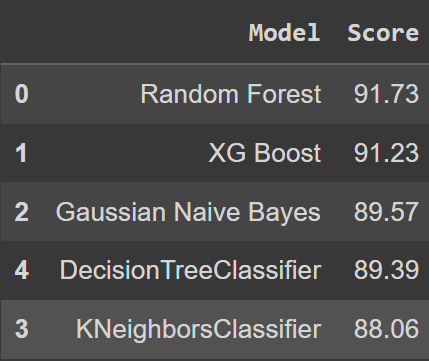 Model Score
0 Random Forest 91.73
1 XG Boost 91.23
2 Gaussian Naive Bayes 89.57
4 DecisionTreeClassifier 89.39
3 KNeighborsClassifier 88.06